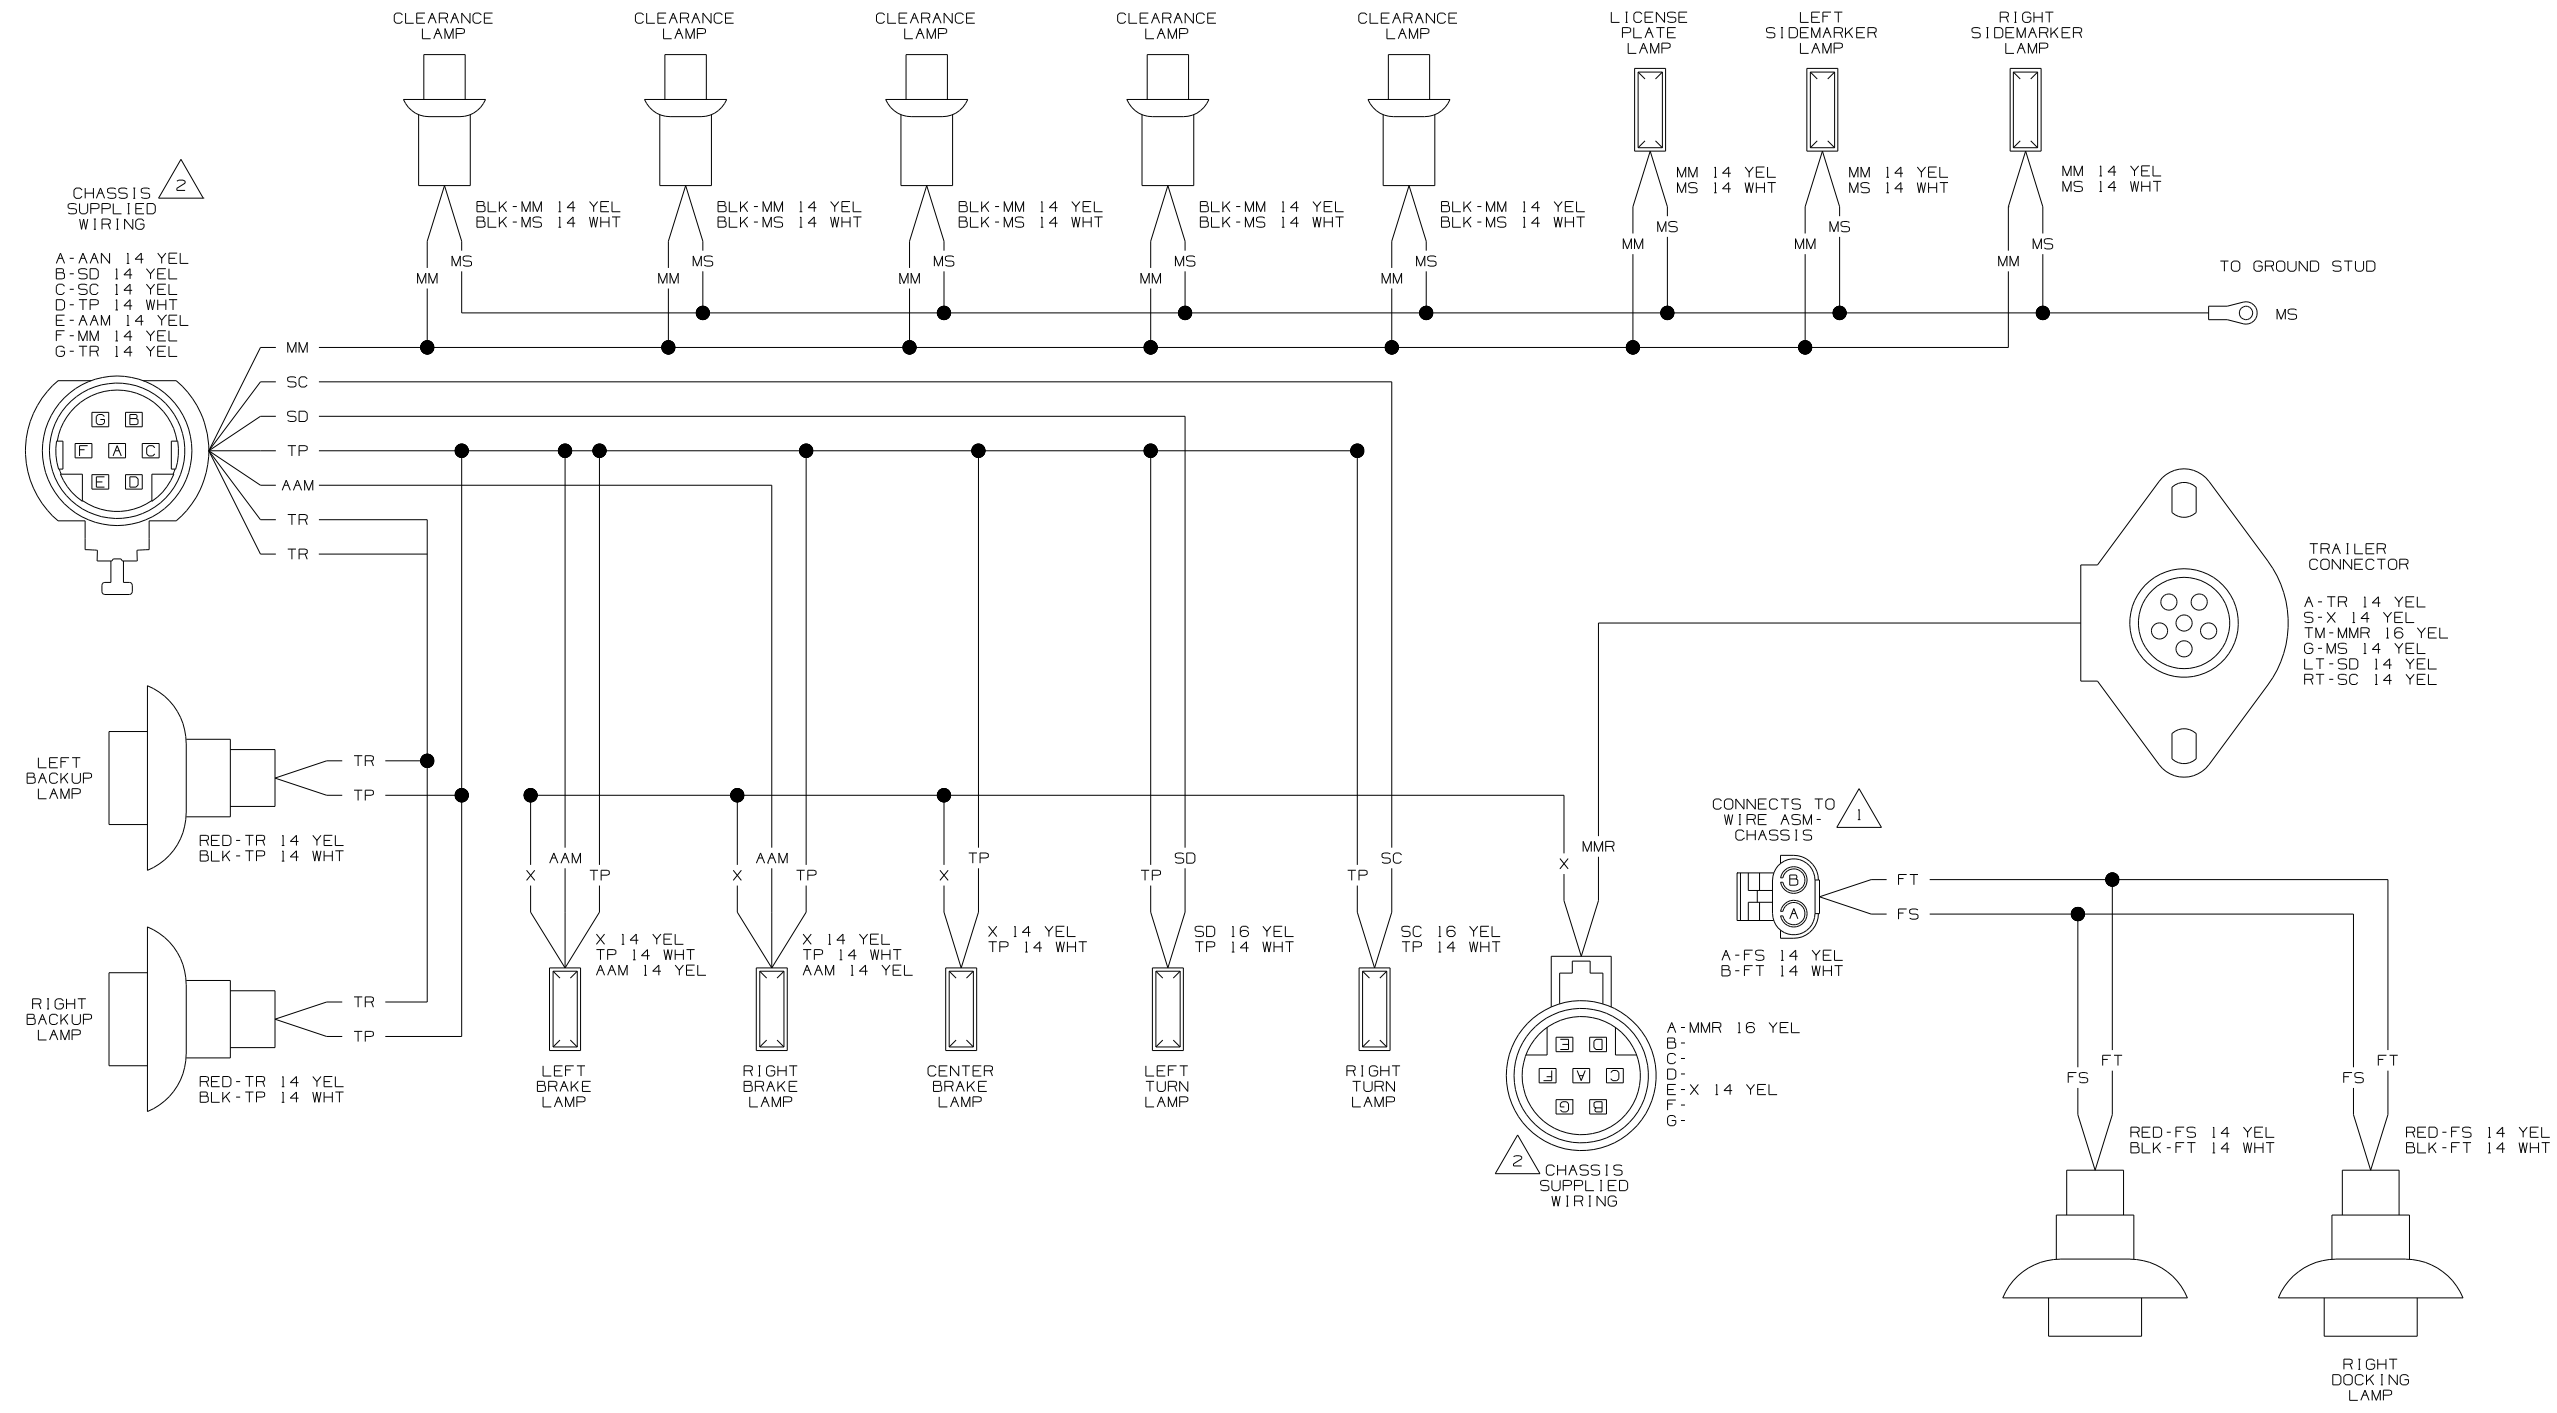 CLEARANCE
LAMP
CLEARANCE
LAMP
CLEARANCE
LAMP
CLEARANCE
LAMP
CLEARANCE
LAMP
LICENSE
PLATE
LAMP
LEFT
SIDEMARKER
LAMP
RIGHT
SIDEMARKER
LAMP
BLK-MM 14 YEL
BLK-MS 14 WHT
BLK-MM 14 YEL
BLK-MS 14 WHT
BLK-MM 14 YEL
BLK-MS 14 WHT
BLK-MM 14 YEL
BLK-MS 14 WHT
BLK-MM 14 YEL
BLK-MS 14 WHT
MM 14 YEL
MS 14 WHT
MM 14 YEL
MS 14 WHT
MM 14 YEL
MS 14 WHT
MS
MM
MS
MM
MS
MM
MS
MM
MS
MM
MS
MM
MS
MM
MS
MM
TO GROUND STUD
MS
2
CHASSIS
SUPPLIED
WIRING
A-AAN 14 YEL
B-SD 14 YEL
C-SC 14 YEL
D-TP 14 WHT
E-AAM 14 YEL
F-MM 14 YEL
G-TR 14 YEL
G B
F A C
E D
MM
SC
SD
TP
AAM
TR
TR
LEFT
BACKUP
LAMP
TR
TP
RED-TR 14 YEL
BLK-TP 14 WHT
RIGHT
BACKUP
LAMP
TR
TP
RED-TR 14 YEL
BLK-TP 14 WHT
X
AAM
TP
X 14 YEL
TP 14 WHT
AAM 14 YEL
LEFT
BRAKE
LAMP
X
AAM
TP
X 14 YEL
TP 14 WHT
AAM 14 YEL
RIGHT
BRAKE
LAMP
X
TP
X 14 YEL
TP 14 WHT
CENTER
BRAKE
LAMP
TP
SD
SD 16 YEL
TP 14 WHT
LEFT
TURN
LAMP
TP
SC
SC 16 YEL
TP 14 WHT
RIGHT
TURN
LAMP
X
MMR
E D
F A C
G B
A-MMR 16 YEL
B-
C-
D-
E-X 14 YEL
F-
G-
2
CHASSIS
SUPPLIED
WIRING
TRAILER
CONNECTOR
A-TR 14 YEL
S-X 14 YEL
TM-MMR 16 YEL
G-MS 14 YEL
LT-SD 14 YEL
RT-SC 14 YEL
CONNECTS TO
WIRE ASM-
CHASSIS
1
B
A
FT
FS
A-FS 14 YEL
B-FT 14 WHT
FS
FT
RED-FS 14 YEL
BLK-FT 14 WHT
FS
FT
RED-FS 14 YEL
BLK-FT 14 WHT
RIGHT
DOCKING
LAMP